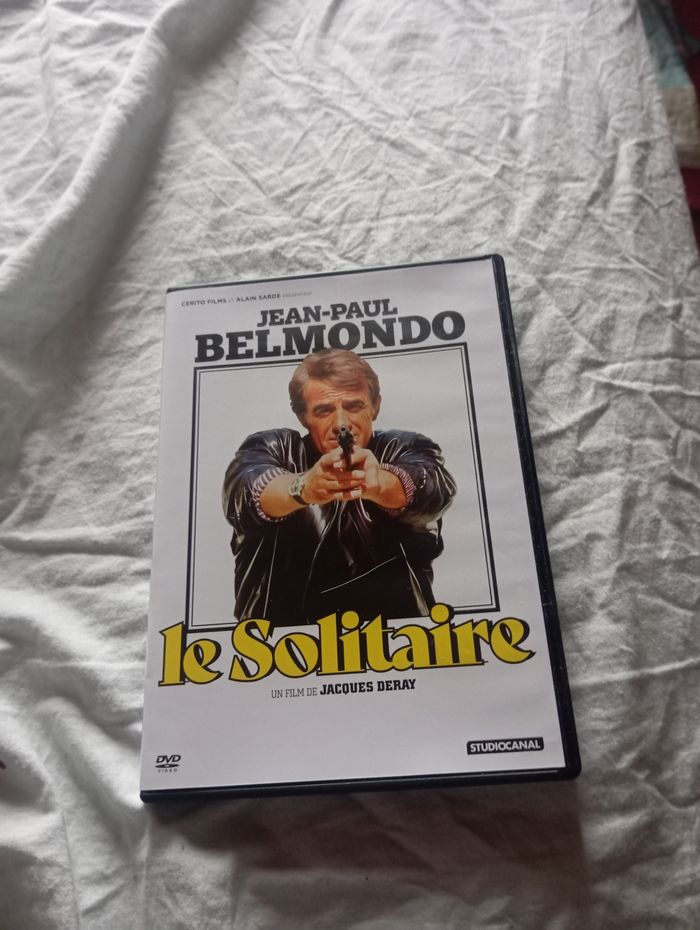 CERITO FILMS ET ALAIN SARDE PRÉSENTENT
JEAN-PAUL
BELMONDO
le Solitaire
UN FILM DE JACQUES DERAY
DVD
VIDEO
STUDIOCANAL